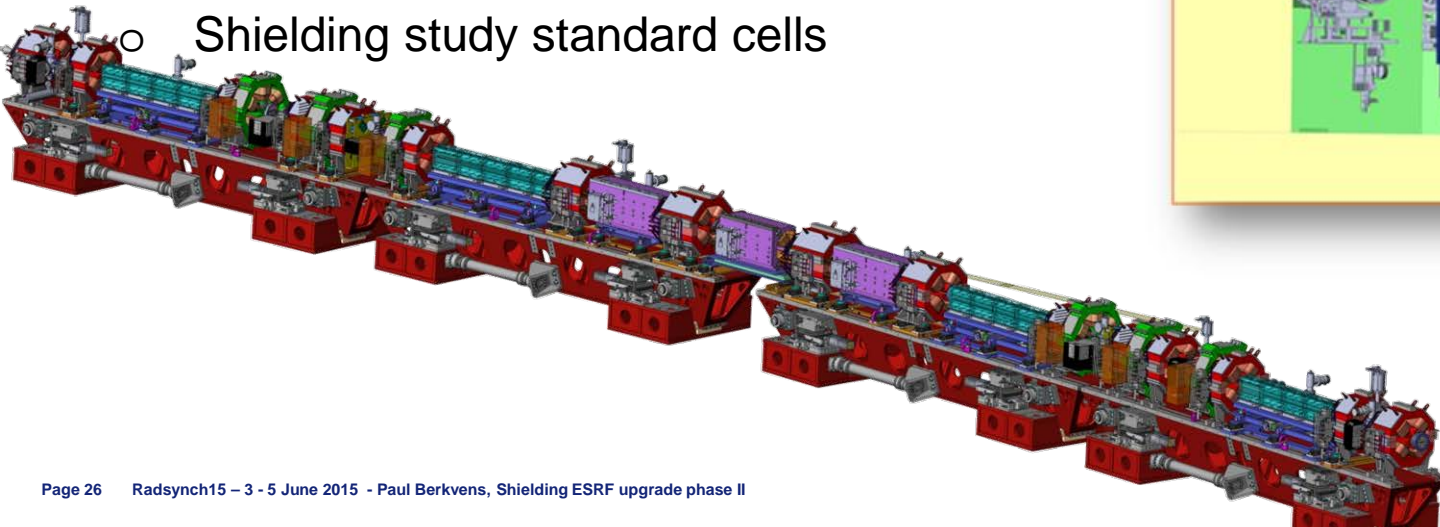 o Shielding study standard cells
Page 26 Radsynch15 – 3 - 5 June 2015 - Paul Berkvens, Shielding ESRF upgrade phase II